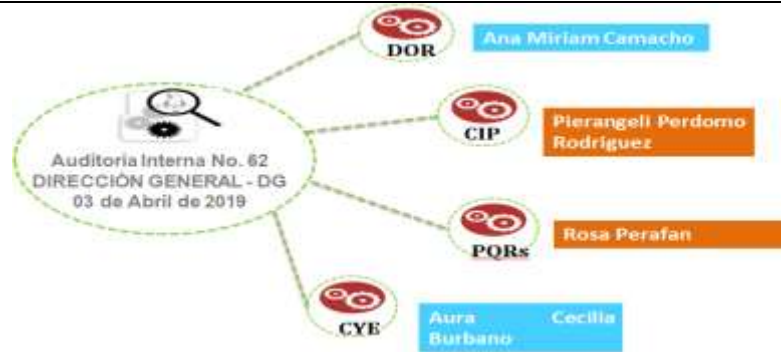 DOR
Ana Miriam Camacho
CIP
Pierangeli Perdomo
Rodriguez
Auditoria Interna No. 62
DIRECCIÓN GENERAL - DG
03 de Abril de 2019
PQRs
Rosa Perafan
CYE
Aura Cecilia
Burbano